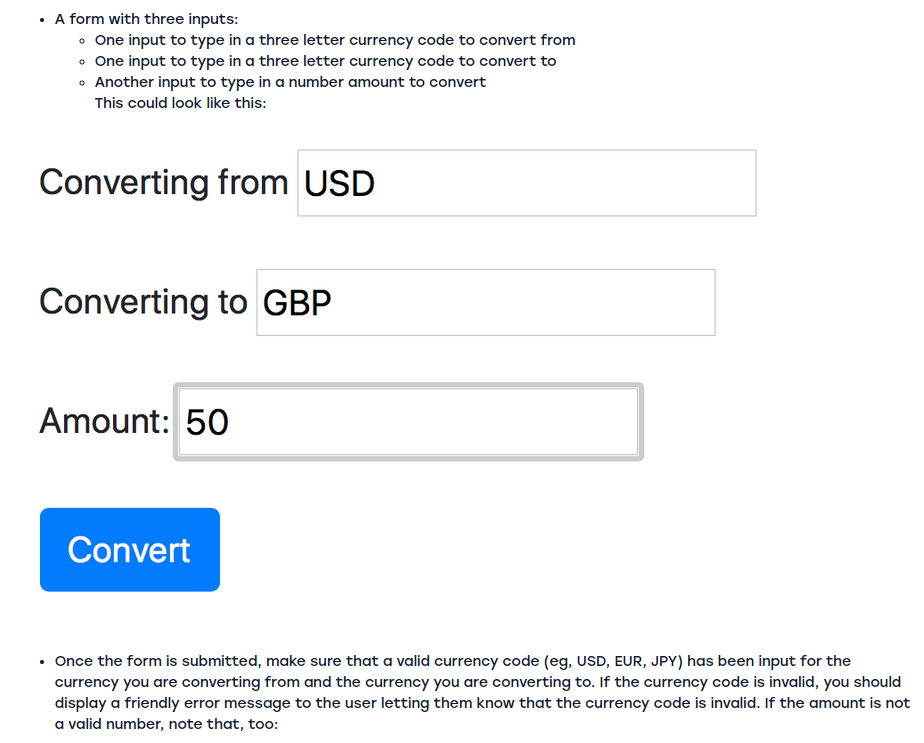 A form with three inputs:
One input to type in a three letter currency code to convert from
One input to type in a three letter currency code to convert to
Another input to type in a number amount to convert
This could look like this:
Converting from USD
Converting to GBP
Amount: 50
Convert
Once the form is submitted, make sure that a valid currency code (eg, USD, EUR, JPY) has been input for the
currency you are converting from and the currency you are converting to. If the currency code is invalid, you should
display a friendly error message to the user letting them know that the currency code is invalid. If the amount is not
a valid number, note that, too: